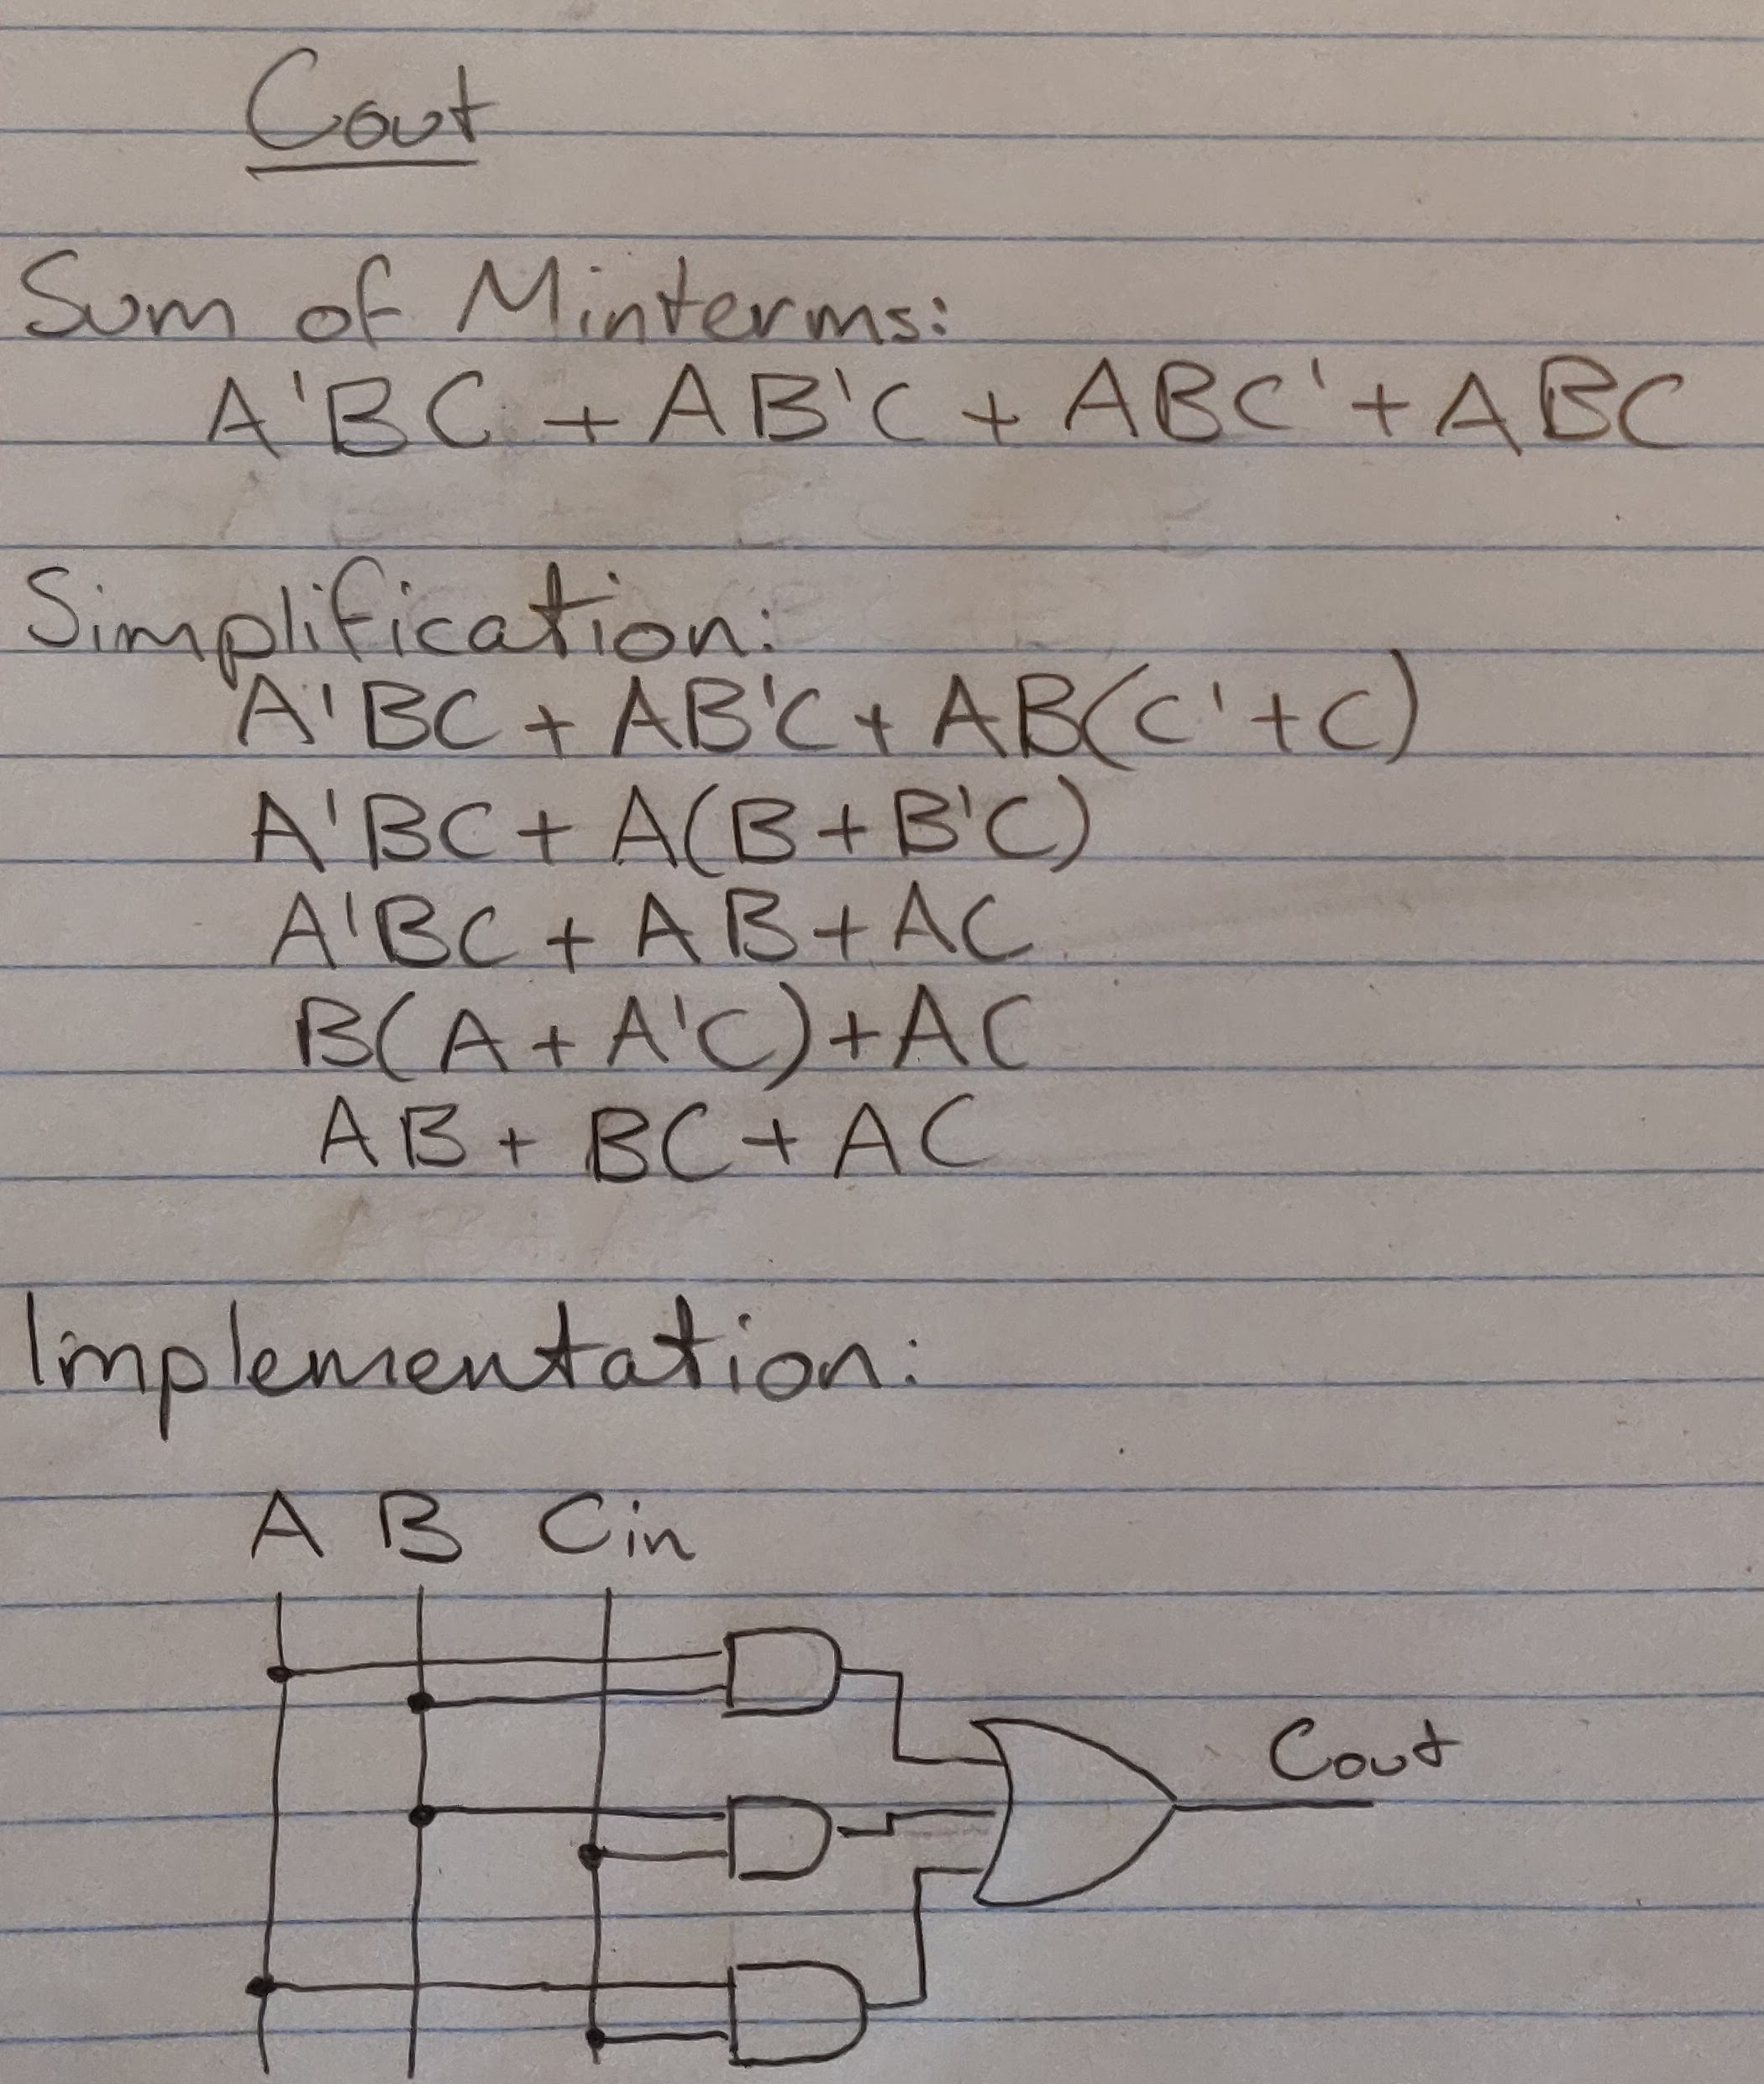 Cout
Sum of Minterms:
A'BC + AB'C + ABC' + ABC
Simplification:
A'BC + AB'C + AB(C' + C)
A'BC + A(B + B'C)
A'BC + AB + AC
B(A + A'C) + AC
AB + BC + AC
Implementation:
A B Cin
Cout